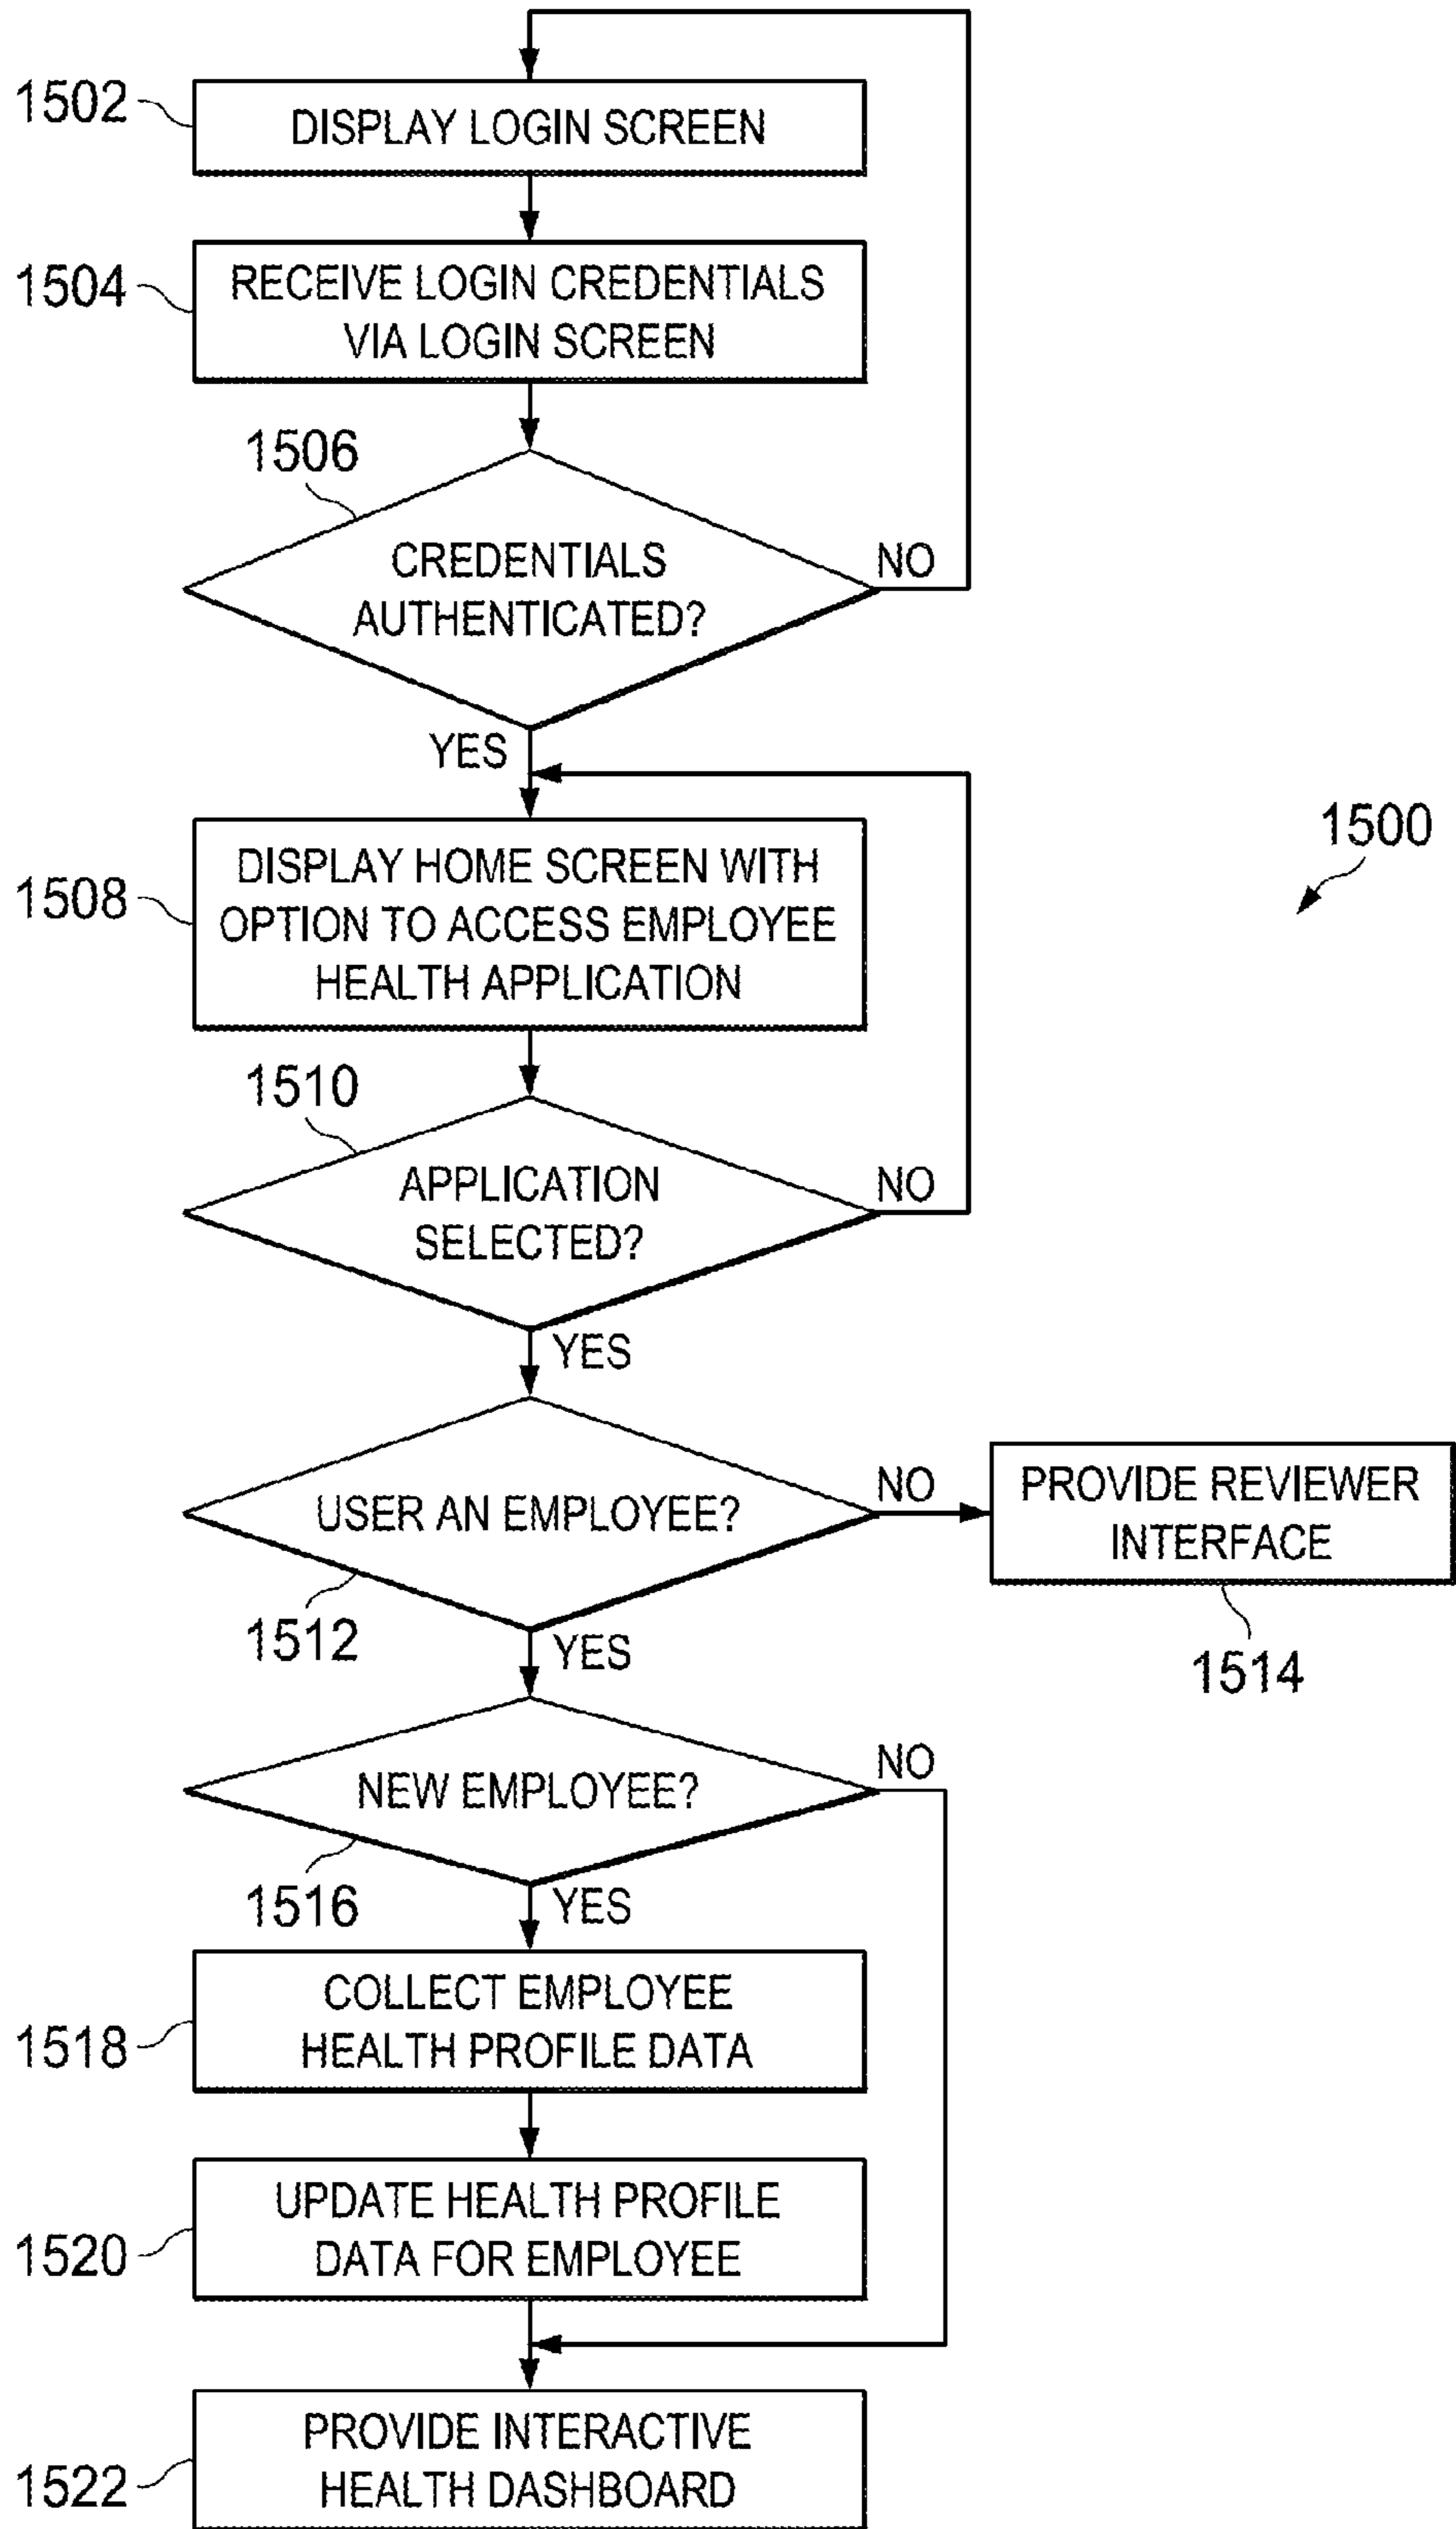 1502
DISPLAY LOGIN SCREEN
1504
RECEIVE LOGIN CREDENTIALS
VIA LOGIN SCREEN
1506
CREDENTIALS
AUTHENTICATED?
NO
YES
1500
1508
DISPLAY HOME SCREEN WITH
OPTION TO ACCESS EMPLOYEE
HEALTH APPLICATION
1510
APPLICATION
SELECTED?
NO
YES
USER AN EMPLOYEE?
NO
PROVIDE REVIEWER
INTERFACE
1512
YES
1514
NEW EMPLOYEE?
NO
1516
YES
1518
COLLECT EMPLOYEE
HEALTH PROFILE DATA
1520
UPDATE HEALTH PROFILE
DATA FOR EMPLOYEE
1522
PROVIDE INTERACTIVE
HEALTH DASHBOARD